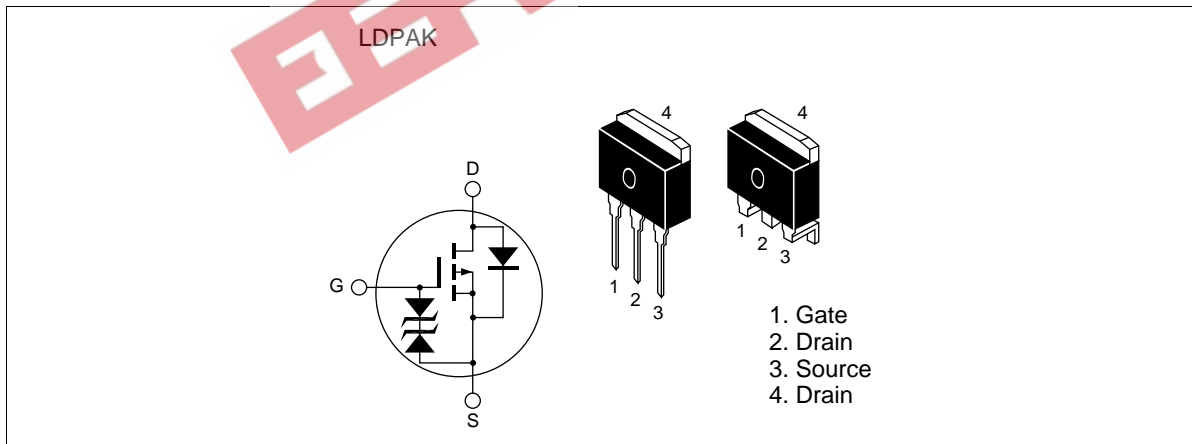 LDPAK
4
4
D
G
S
1
2
3
1
2
3
1. Gate
2. Drain
3. Source
4. Drain